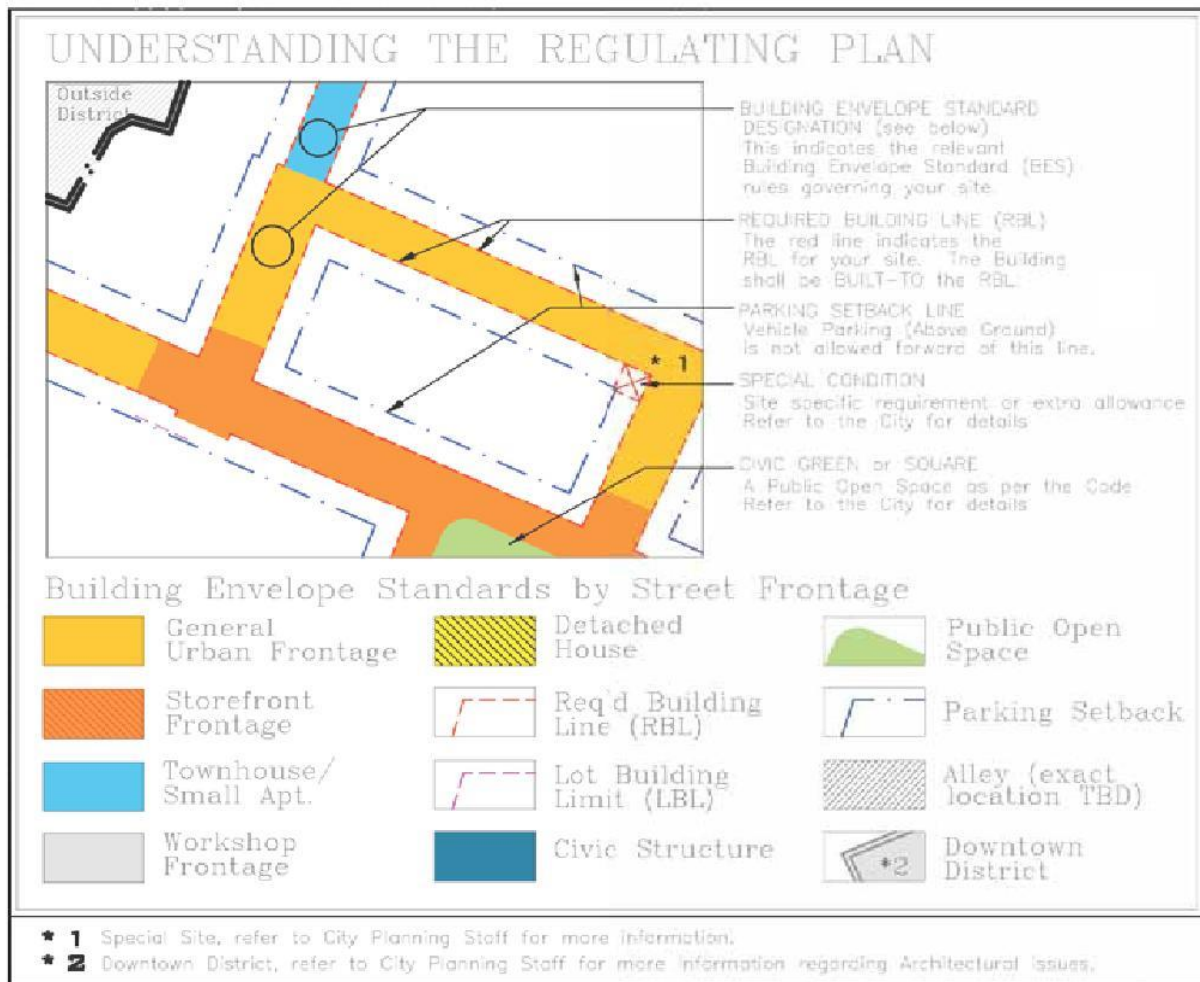 UNDERSTANDING THE REGULATING PLAN
Outside
District
BUILDING ENVELOPE STANDARD
DESIGNATION (see below)
This indicates the relevant
Building Envelope Standard (BES)
rules governing your site
REQUIRED BUILDING LINE (RBL)
The red line indicates the
RBL for your site. The Building
shall be BUILT-TO the RBL.
PARKING SETBACK LINE
Vehicle Parking (Above Ground)
is not allowed forward of this line.
* 1
SPECIAL CONDITION
Site specific requirement or extra allowance
Refer to the City for details
CIVIC GREEN or SQUARE
A Public Open Space as per the Code
Refer to the City for details
Building Envelope Standards by Street Frontage
General
Urban Frontage
Detached
House
Public Open
Space
Storefront
Frontage
Req'd Building
Line (RBL)
Parking Setback
Townhouse/
Small Apt.
Lot Building
Limit (LBL)
Alley (exact
location TBD)
Workshop
Frontage
Civic Structure
*2
Downtown
District
* 1 Special Site, refer to City Planning Staff for more information.
* 2 Downtown District, refer to City Planning Staff for more information regarding Architectural issues.